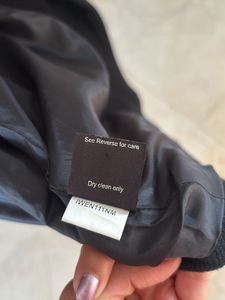 See Reverse for care
Dry clean only
IWEN111NM